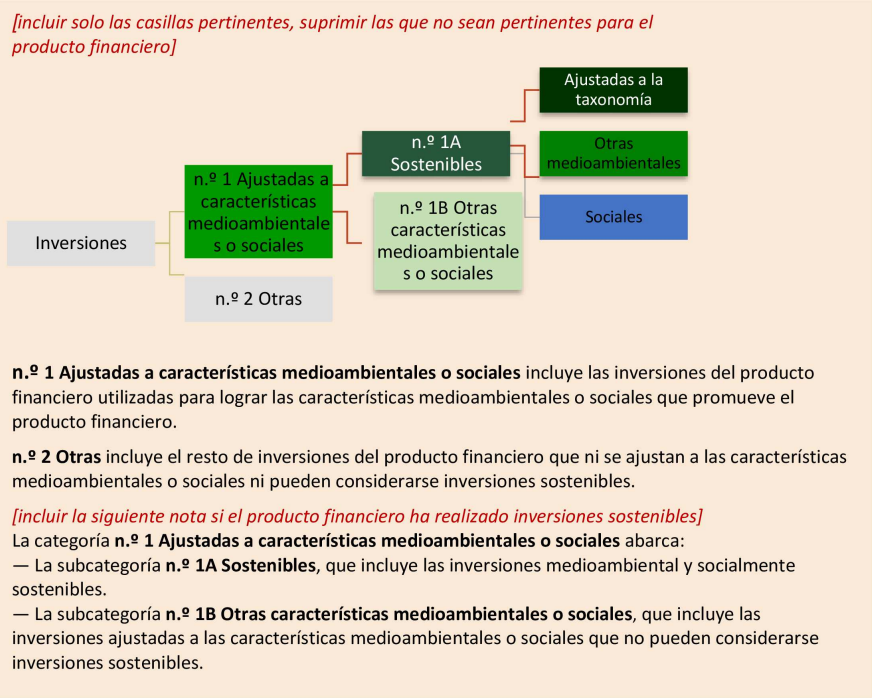 [incluir solo las casillas pertinentes, suprimir las que no sean pertinentes para el
producto financiero]
Ajustadas a la
taxonomía
n.º 1A
Sostenibles
Otras
medioambientales
n.º 1 Ajustadas a
características
medioambientale
s o sociales
n.º 1B Otras
características
medioambientale
s o sociales
Sociales
Inversiones
n.º 2 Otras
n.º 1 Ajustadas a características medioambientales o sociales incluye las inversiones del producto
financiero utilizadas para lograr las características medioambientales o sociales que promueve el
producto financiero.
n.º 2 Otras incluye el resto de inversiones del producto financiero que ni se ajustan a las características
medioambientales o sociales ni pueden considerarse inversiones sostenibles.
[incluir la siguiente nota si el producto financiero ha realizado inversiones sostenibles]
La categoría n.º 1 Ajustadas a características medioambientales o sociales abarca:
— La subcategoría n.º 1A Sostenibles, que incluye las inversiones medioambiental y socialmente
sostenibles.
— La subcategoría n.º 1B Otras características medioambientales o sociales, que incluye las
inversiones ajustadas a las características medioambientales o sociales que no pueden considerarse
inversiones sostenibles.